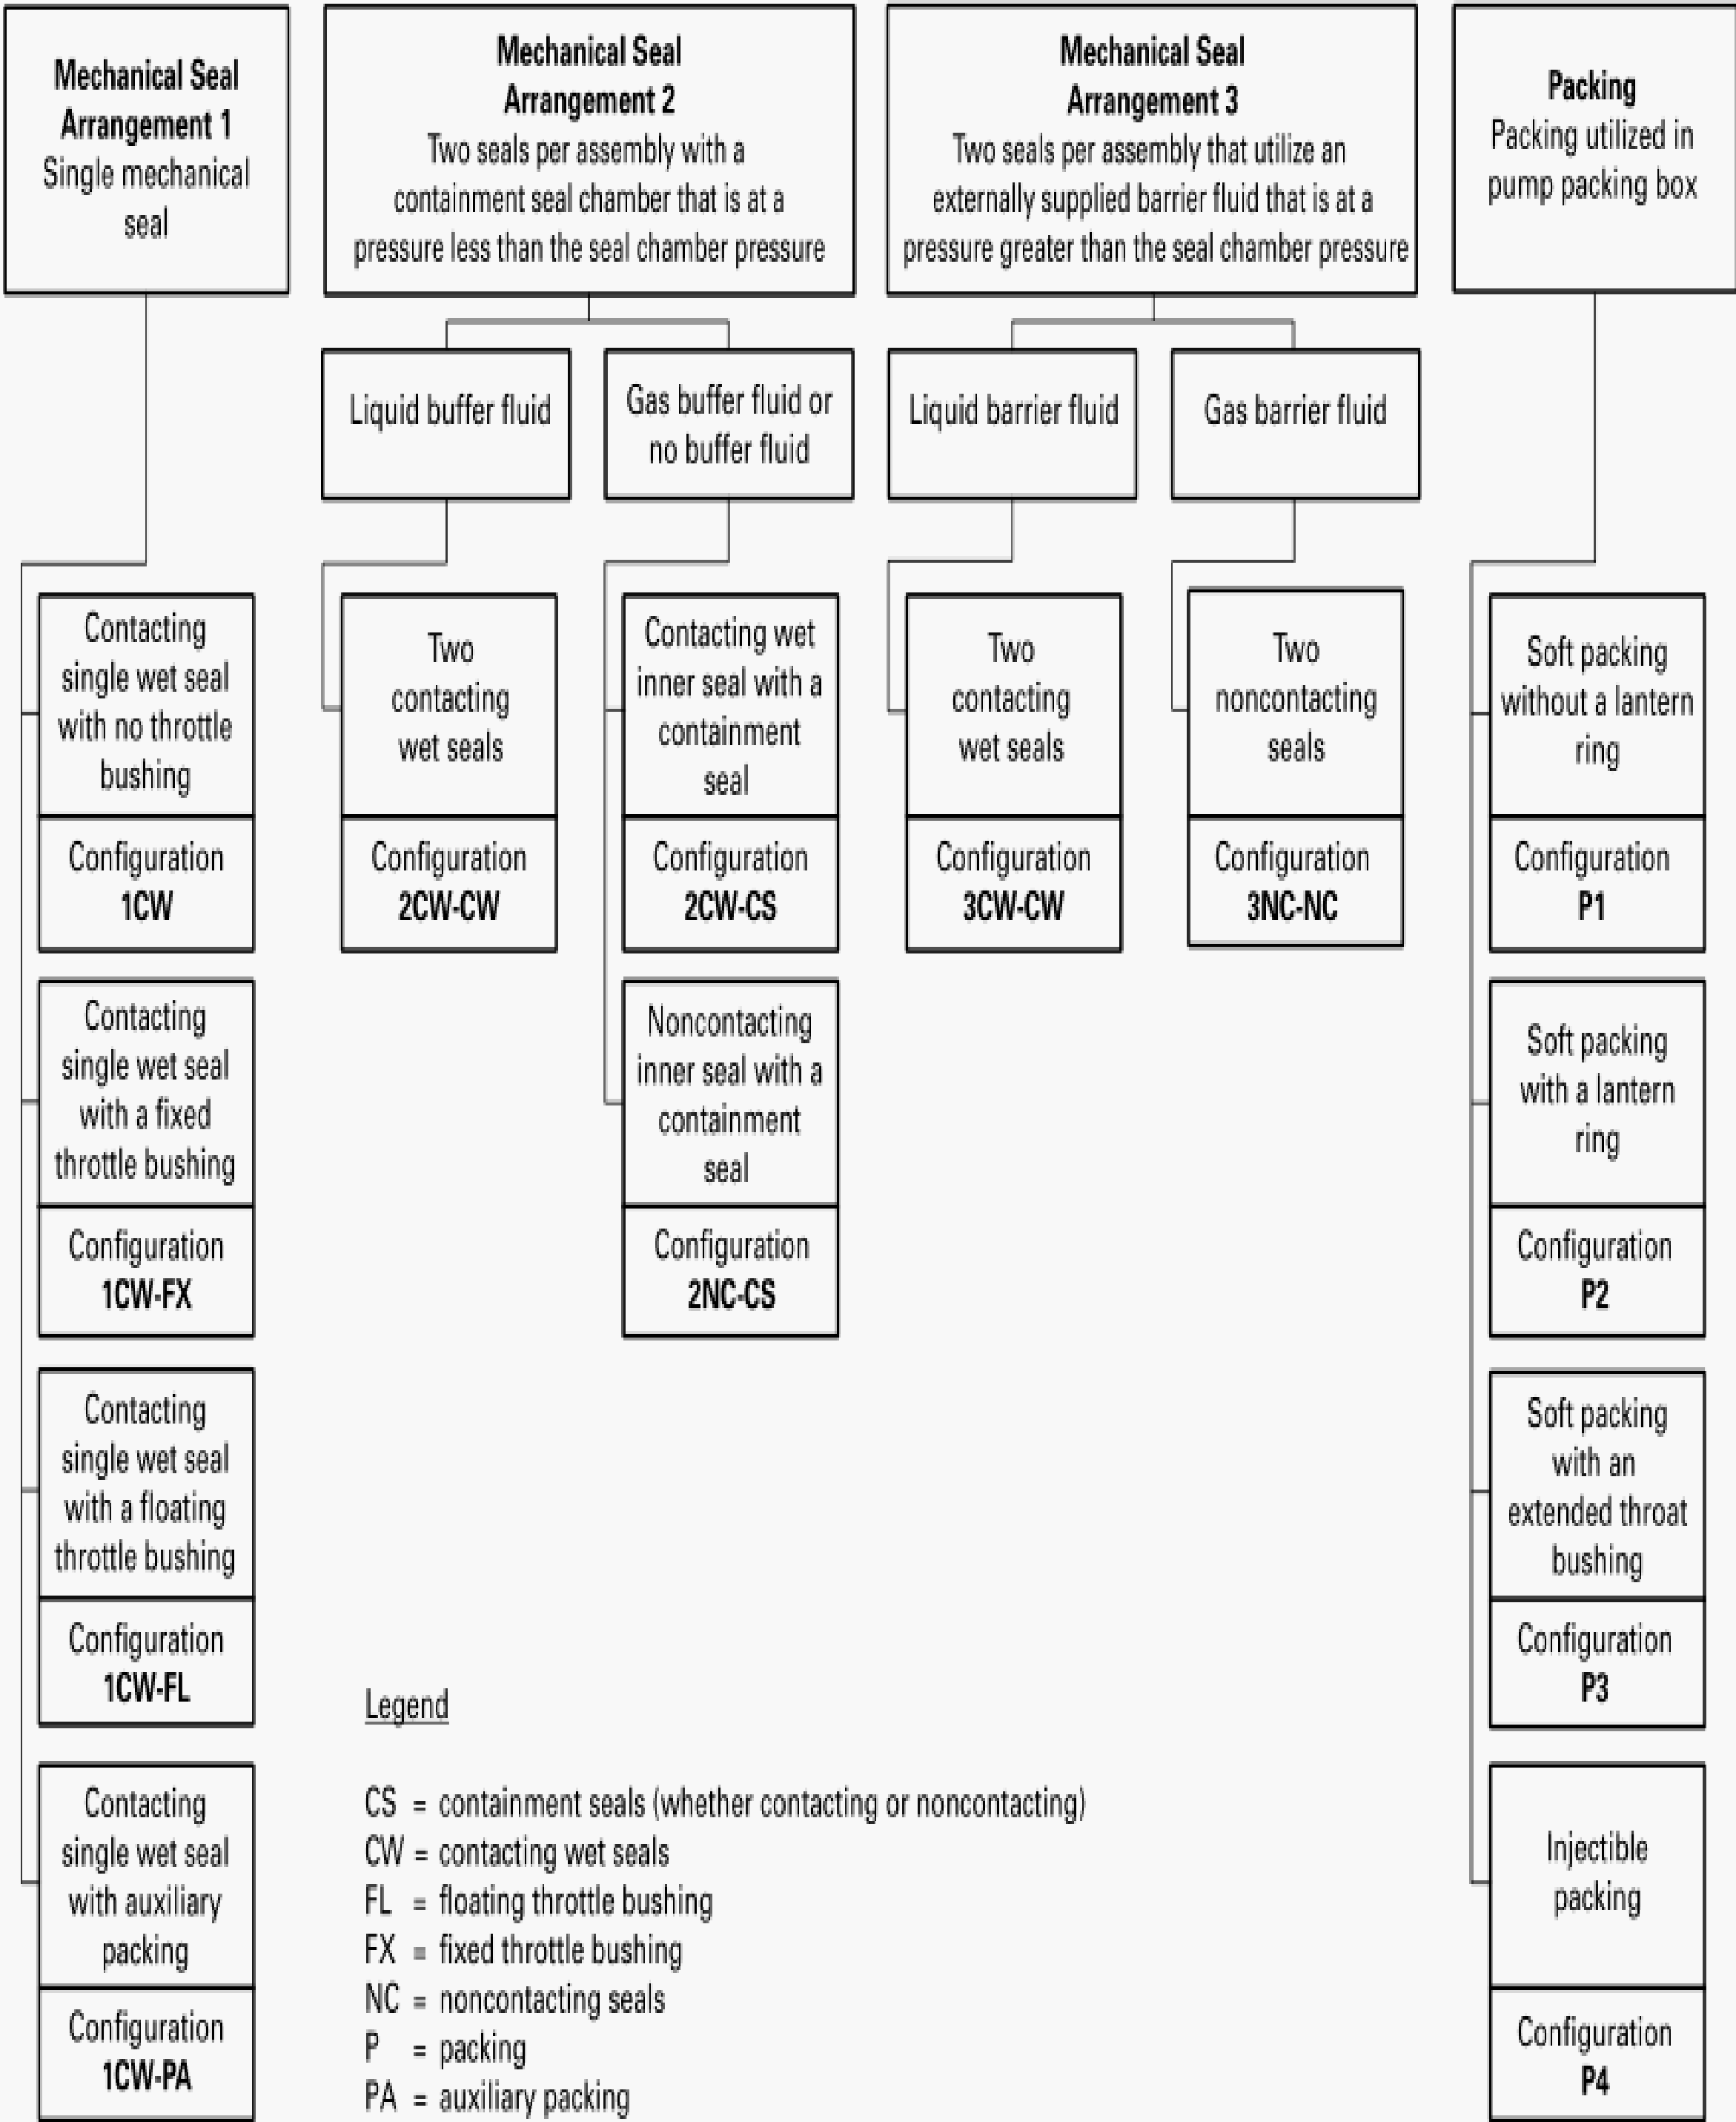 Mechanical Seal
Arrangement 1
Single mechanical
seal
Mechanical Seal
Arrangement 2
Two seals per assembly with a
containment seal chamber that is at a
pressure less than the seal chamber pressure
Mechanical Seal
Arrangement 3
Two seals per assembly that utilize an
externally supplied barrier fluid that is at a
pressure greater than the seal chamber pressure
Packing
Packing utilized in
pump packing box
Liquid buffer fluid
Gas buffer fluid or
no buffer fluid
Liquid barrier fluid
Gas barrier fluid
Contacting
single wet seal
with no throttle
bushing
Configuration
1CW
Two
contacting
wet seals
Configuration
2CW-CW
Contacting wet
inner seal with a
containment
seal
Configuration
2CW-CS
Two
contacting
wet seals
Configuration
3CW-CW
Two
noncontacting
seals
Configuration
3NC-NC
Soft packing
without a lantern
ring
Configuration
P1
Contacting
single wet seal
with a fixed
throttle bushing
Configuration
1CW-FX
Noncontacting
inner seal with a
containment
seal
Configuration
2NC-CS
Soft packing
with a lantern
ring
Configuration
P2
Contacting
single wet seal
with a floating
throttle bushing
Configuration
1CW-FL
Soft packing
with an
extended throat
bushing
Configuration
P3
Contacting
single wet seal
with auxiliary
packing
Configuration
1CW-PA
Injectible
packing
Configuration
P4
Legend
CS = containment seals (whether contacting or noncontacting)
CW = contacting wet seals
FL = floating throttle bushing
FX = fixed throttle bushing
NC = noncontacting seals
P = packing
PA = auxiliary packing